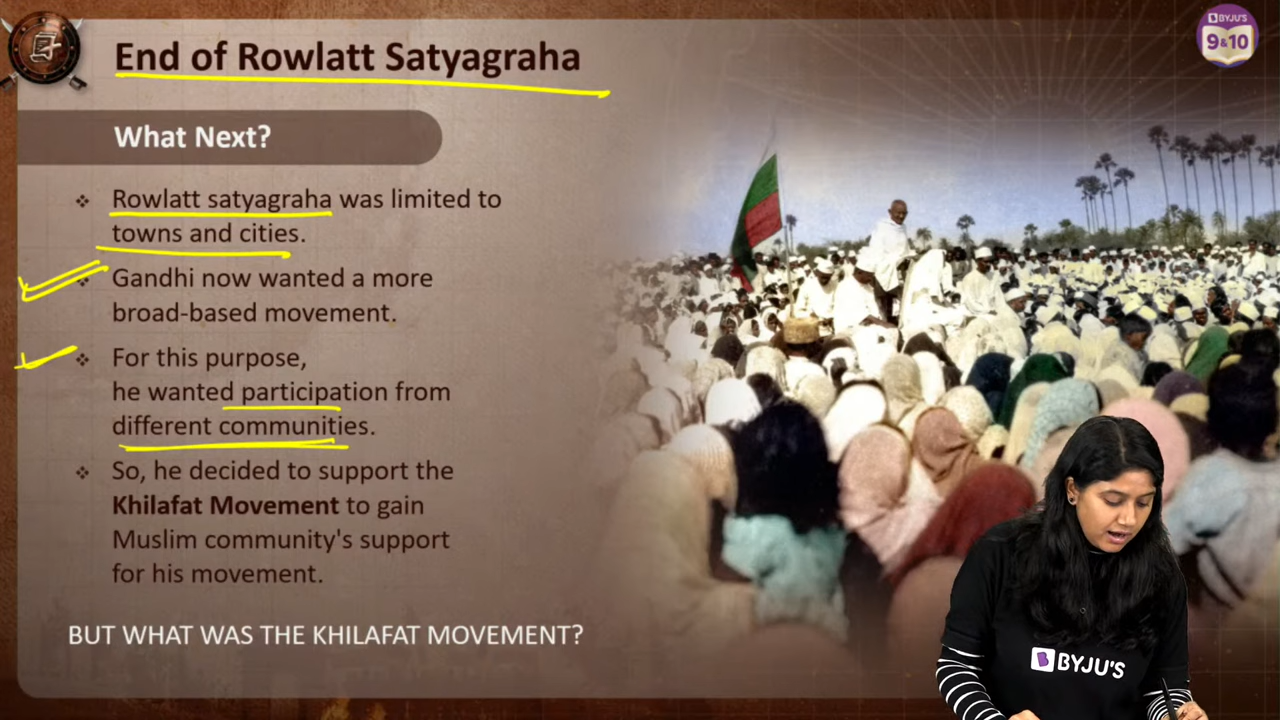 End of Rowlatt Satyagraha
BYJU'S
9&10
What Next?
Rowlatt satyagraha was limited to
towns and cities.
Gandhi now wanted a more
broad-based movement.
For this purpose,
he wanted participation from
different communities.
So, he decided to support the
Khilafat Movement to gain
Muslim community's support
for his movement.
BUT WHAT WAS THE KHILAFAT MOVEMENT?
BYJU'S